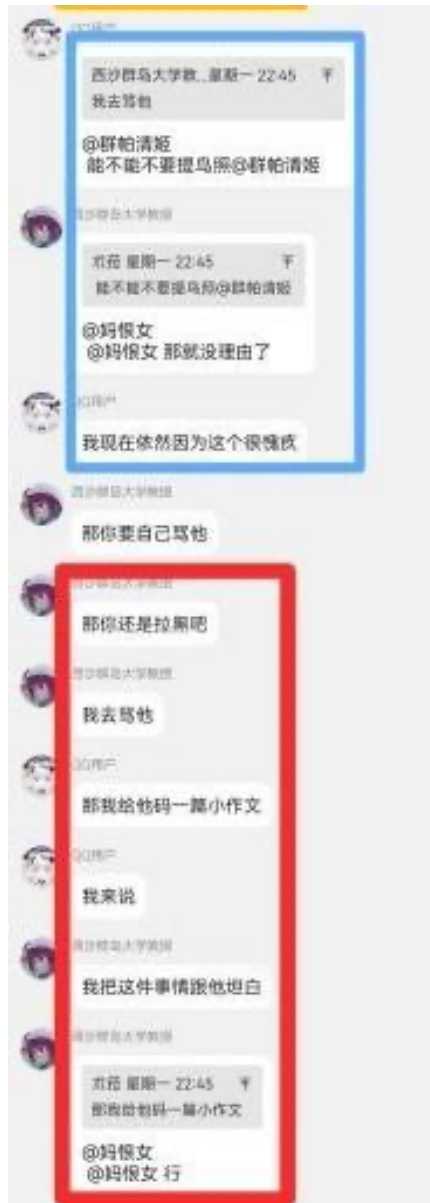 西沙群岛大学教...星期一 22:45
我去骂他
@群帕清姬
能不能不要提鸟照@群帕清姬
西沙群岛大学教授
朮菈 星期一 22:45
能不能不要提鸟照@群帕清姬
@妈恨女
@妈恨女 那就没理由了
QQ用户
我现在依然因为这个很愧疚
西沙群岛大学教授
那你要自己骂他
西沙群岛大学教授
那你还是拉厕吧
西沙群岛大学教授
我去骂他
QQ用户
那我给他码一篇小作文
QQ用户
我来说
西沙群岛大学教授
我把这件事情跟他坦白
西沙群岛大学教授
星期一 22:45
那我给他码一篇小作文
@妈恨女
@妈恨女 行